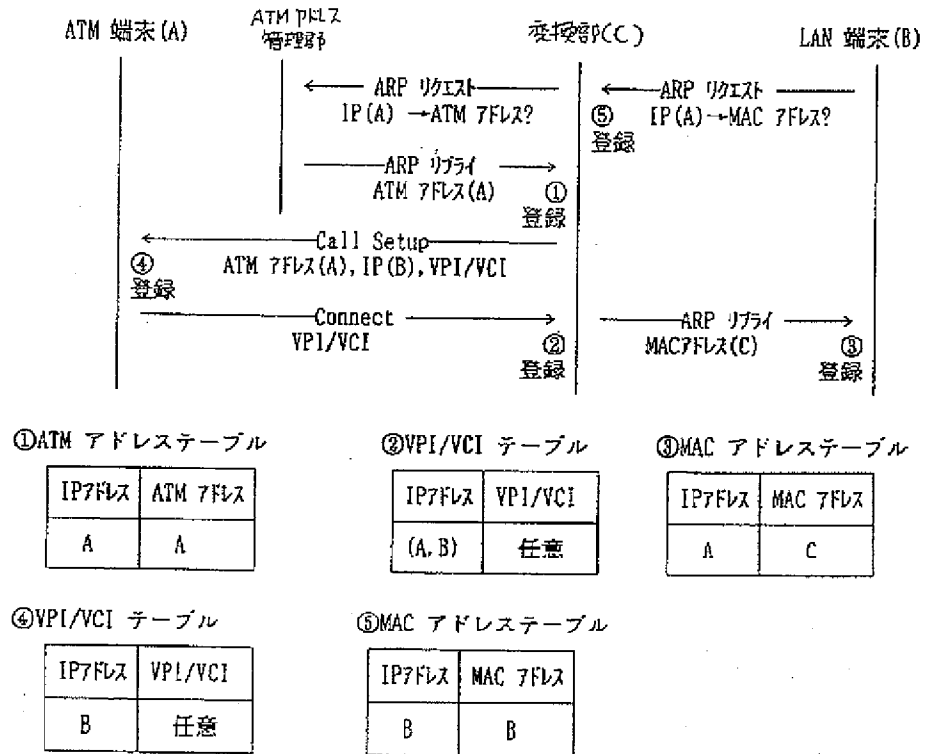 ATM 端末(A)
ATM アドレス
管理部
変換部(C)
LAN 端末(B)
ARP リクエスト
IP(A) →ATM アドレス?
ARP リクエスト
⑤ IP(A)→MAC アドレス?
登録
ARP リプライ
ATM アドレス(A)
①
登録
Call Setup
ATM アドレス(A), IP(B), VPI/VCI
④
登録
Connect
VPI/VCI
②
登録
ARP リプライ
MACアドレス(C)
③
登録
①ATM アドレステーブル
②VPI/VCI テーブル
③MAC アドレステーブル
IPアドレス ATM アドレス
IPアドレス VPI/VCI
IPアドレス MAC アドレス
A A
(A, B) 任意
A C
④VPI/VCI テーブル
⑤MAC アドレステーブル
IPアドレス VPI/VCI
IPアドレス MAC アドレス
B 任意
B B